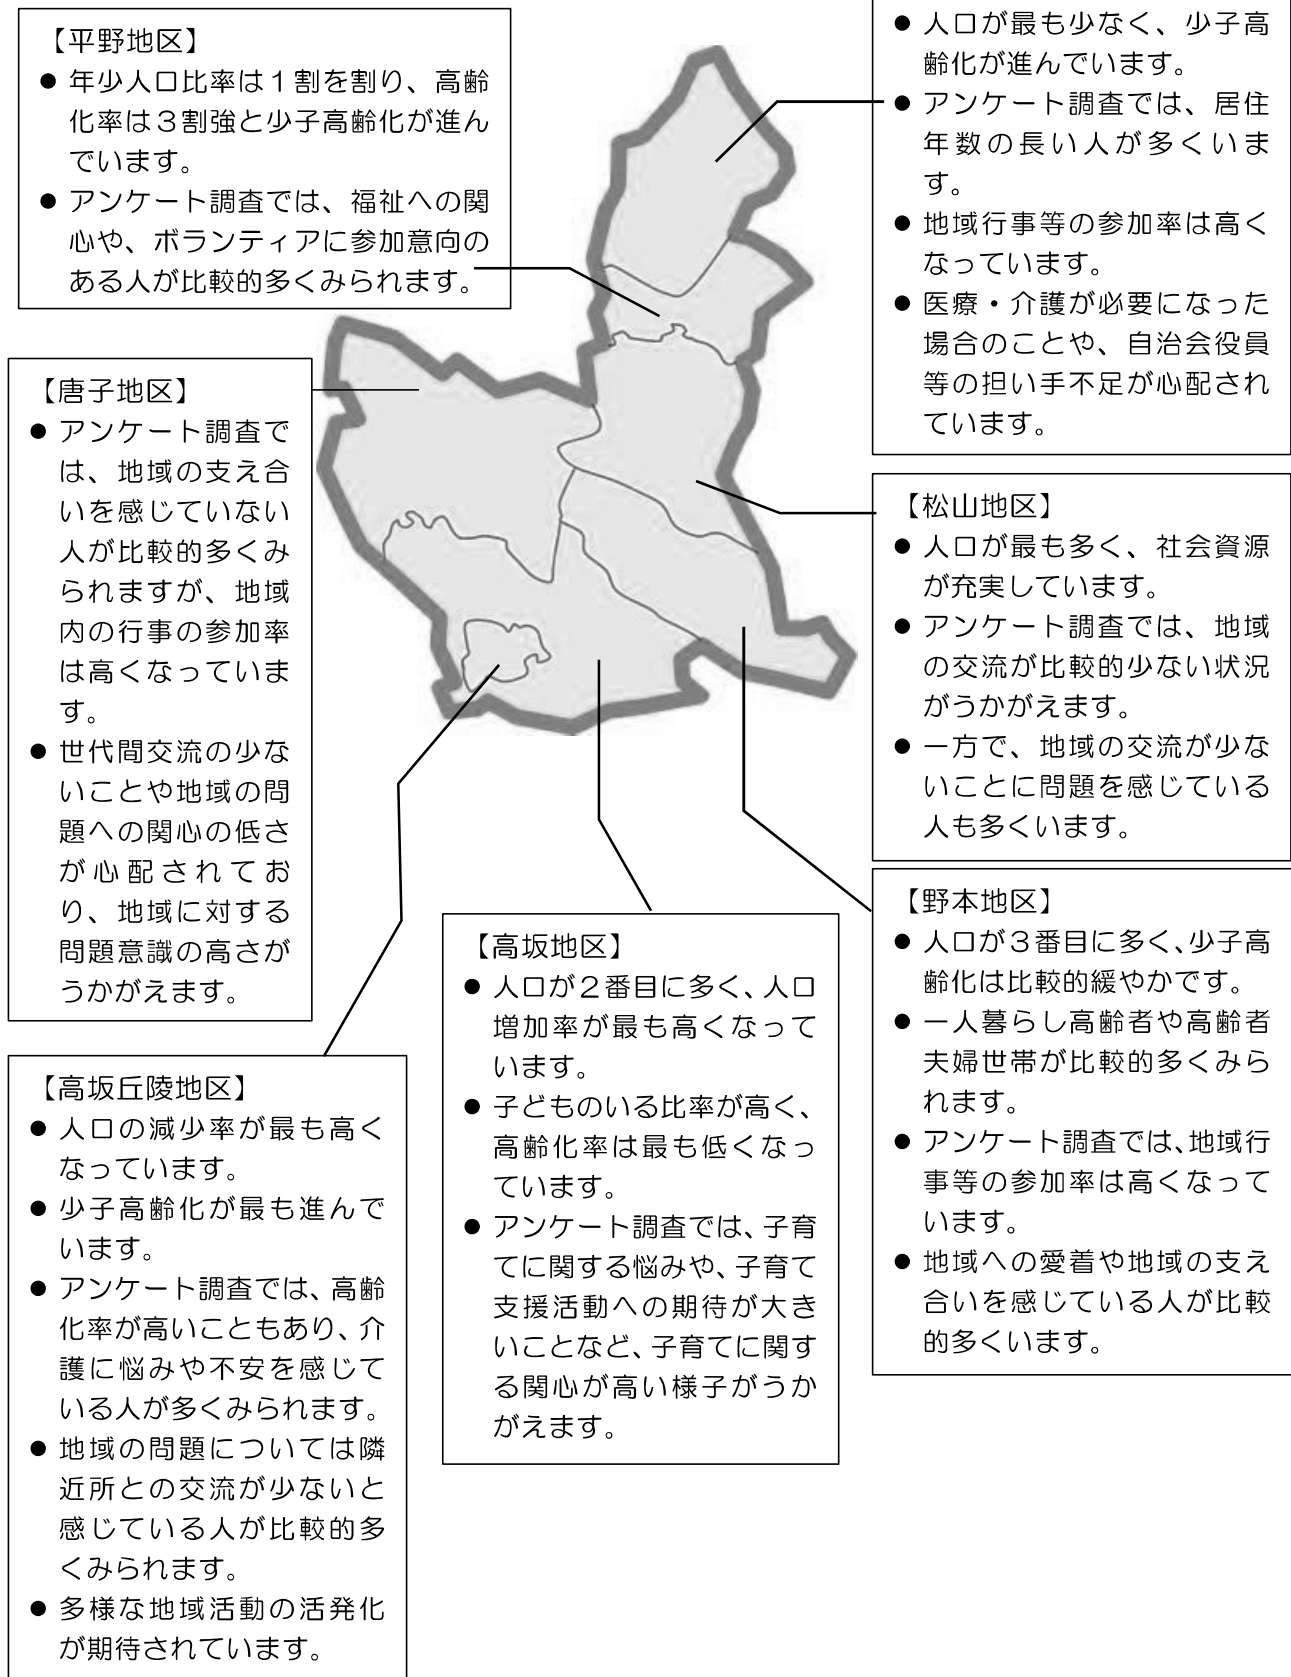 【平野地区】
● 年少人口比率は１割を割り、高齢
化率は３割強と少子高齢化が進ん
でいます。
● アンケート調査では、福祉への関
心や、ボランティアに参加意向の
ある人が比較的多くみられます。
● 人口が最も少なく、少子高
齢化が進んでいます。
● アンケート調査では、居住
年数の長い人が多くいま
す。
● 地域行事等の参加率は高く
なっています。
● 医療・介護が必要になった
場合のことや、自治会役員
等の担い手不足が心配され
ています。
【唐子地区】
● アンケート調査で
は、地域の支え合
いを感じていない
人が比較的多くみ
られますが、地域
内の行事の参加率
は高くなっていま
す。
● 世代間交流の少な
いことや地域の問
題への関心の低さ
が心配されてお
り、地域に対する
問題意識の高さが
うかがえます。
【松山地区】
● 人口が最も多く、社会資源
が充実しています。
● アンケート調査では、地域
の交流が比較的少ない状況
がうかがえます。
● 一方で、地域の交流が少な
いことに問題を感じている
人も多くいます。
【野本地区】
● 人口が３番目に多く、少子高
齢化は比較的緩やかです。
● 一人暮らし高齢者や高齢者
夫婦世帯が比較的多くみら
れます。
● アンケート調査では、地域行
事等の参加率は高くなって
います。
● 地域への愛着や地域の支え
合いを感じている人が比較
的多くいます。
【高坂地区】
● 人口が２番目に多く、人口
増加率が最も高くなって
います。
● 子どものいる比率が高く、
高齢化率は最も低くなっ
ています。
● アンケート調査では、子育
てに関する悩みや、子育て
支援活動への期待が大き
いことなど、子育てに関す
る関心が高い様子がうか
がえます。
【高坂丘陵地区】
● 人口の減少率が最も高く
なっています。
● 少子高齢化が最も進んで
います。
● アンケート調査では、高齢
化率が高いこともあり、介
護に悩みや不安を感じて
いる人が多くみられます。
● 地域の問題については隣
近所との交流が少ないと
感じている人が比較的多
くみられます。
● 多様な地域活動の活発化
が期待されています。